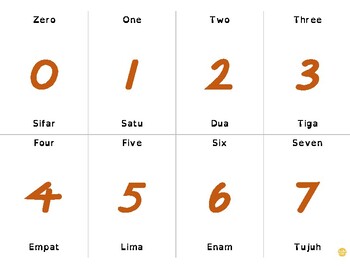 Zero One Two Three
0 1 2 3
Sifar Satu Dua Tiga
Four Five Six Seven
4 5 6 7
Empat Lima Enam Tujuh